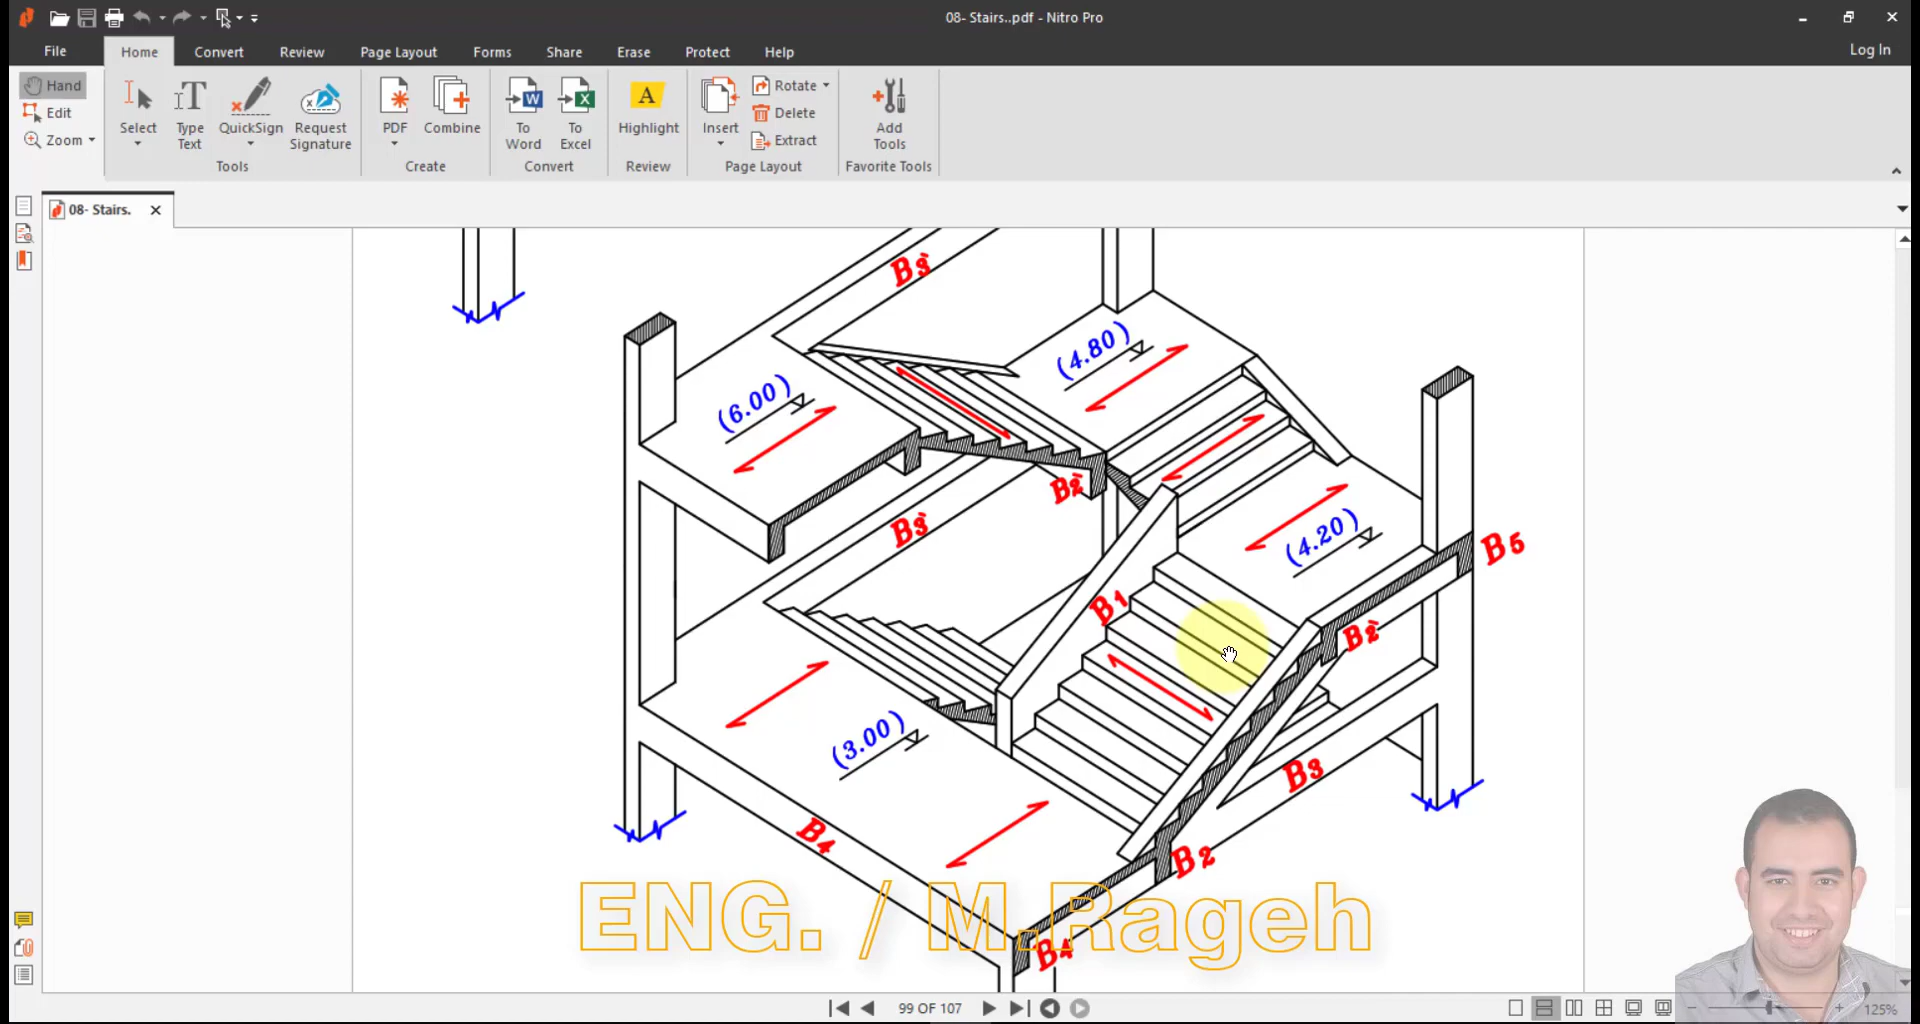 08- Stairs..pdf - Nitro Pro
File
Home
Convert
Review
Page Layout
Forms
Share
Erase
Protect
Help
Log In
Hand
Edit
Zoom
Select
Type
Text
QuickSign
Request
Signature
Tools
PDF
Combine
Create
To
Word
To
Excel
Convert
A
Highlight
Review
Insert
Rotate
Delete
Extract
Page Layout
Add
Tools
Favorite Tools
08- Stairs.
B3`
(4.80)
(6.00)
B2`
B3`
(4.20)
B5
B1
B2`
(3.00)
B3
B4
B2
ENG. / M.Rageh
B4
99 OF 107
125%